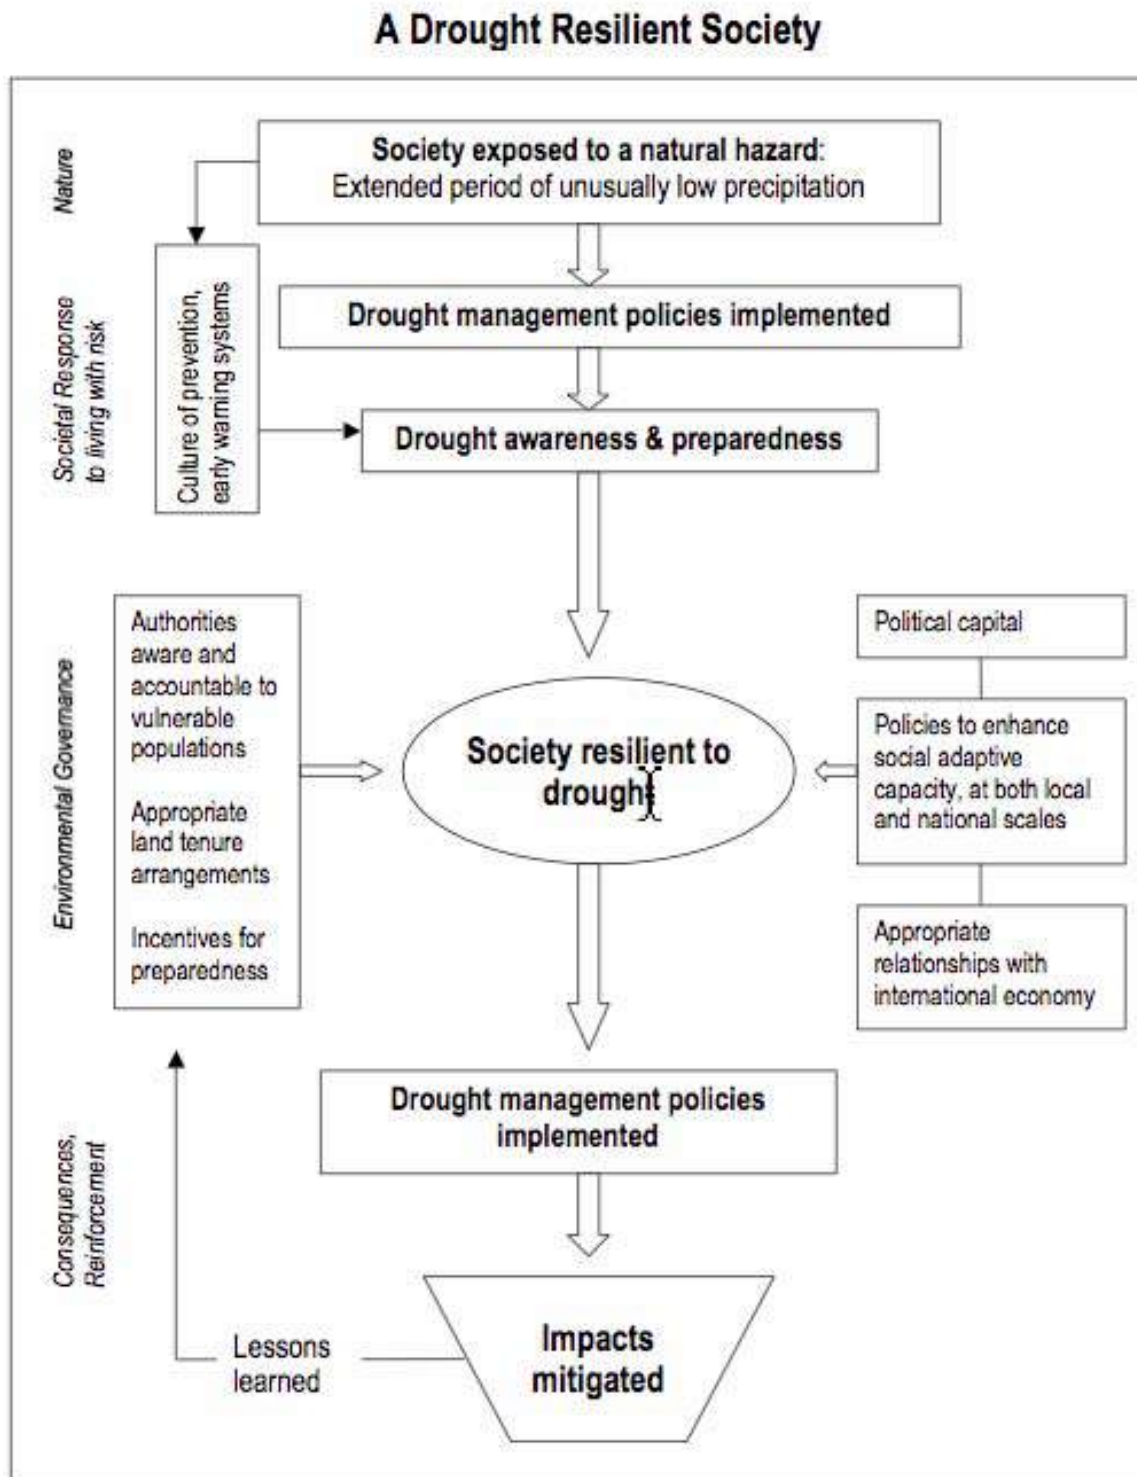 A Drought Resilient Society
Nature
Society exposed to a natural hazard:
Extended period of unusually low precipitation
Societal Response
to living with risk
Culture of prevention,
early warning systems
Drought management policies implemented
Drought awareness & preparedness
Environmental Governance
Authorities
aware and
accountable to
vulnerable
populations
Appropriate
land tenure
arrangements
Incentives for
preparedness
Society resilient to
drought
Political capital
Policies to enhance
social adaptive
capacity, at both local
and national scales
Appropriate
relationships with
international economy
Consequences,
Reinforcement
Drought management policies
implemented
Impacts
mitigated
Lessons
learned